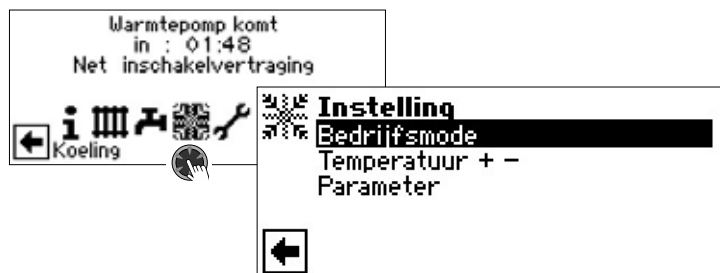 Warmtepomp komt
in : 01:48
Net inschakelvertraging
Koeling
Instelling
Bedrijfsmode
Temperatuur + −
Parameter